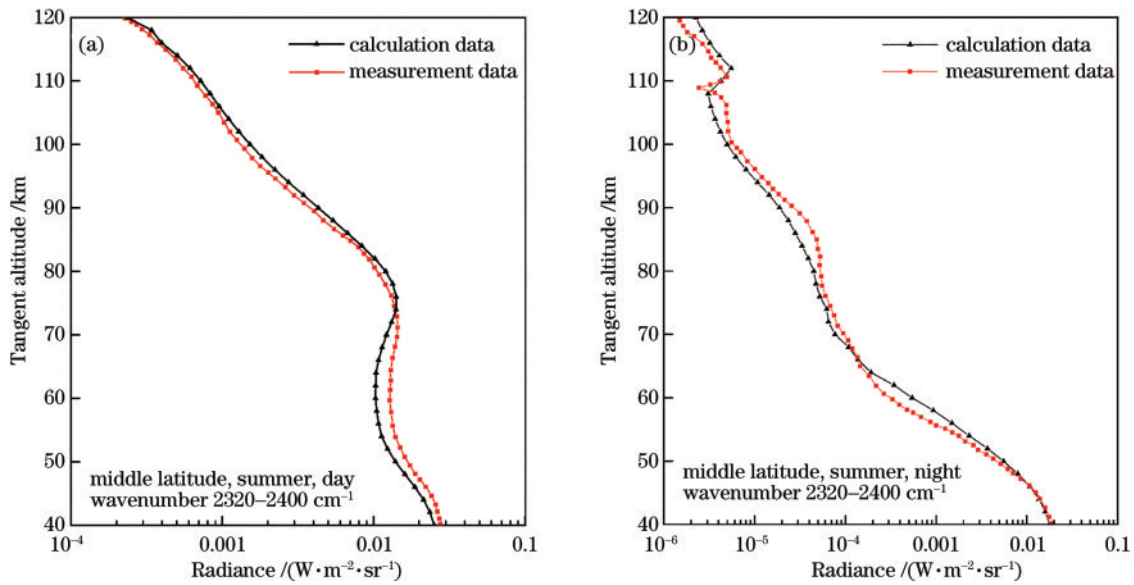 (a)
calculation data
measurement data
120
110
100
90
80
70
60
50
40
Tangent altitude /km
middle latitude, summer, day
wavenumber 2320–2400 cm⁻¹
10⁻⁴
0.001
0.01
0.1
Radiance /(W·m⁻²·sr⁻¹)
(b)
calculation data
measurement data
120
110
100
90
80
70
60
50
40
Tangent altitude /km
middle latitude, summer, night
wavenumber 2320–2400 cm⁻¹
10⁻⁶
10⁻⁵
10⁻⁴
0.001
0.01
0.1
Radiance /(W·m⁻²·sr⁻¹)